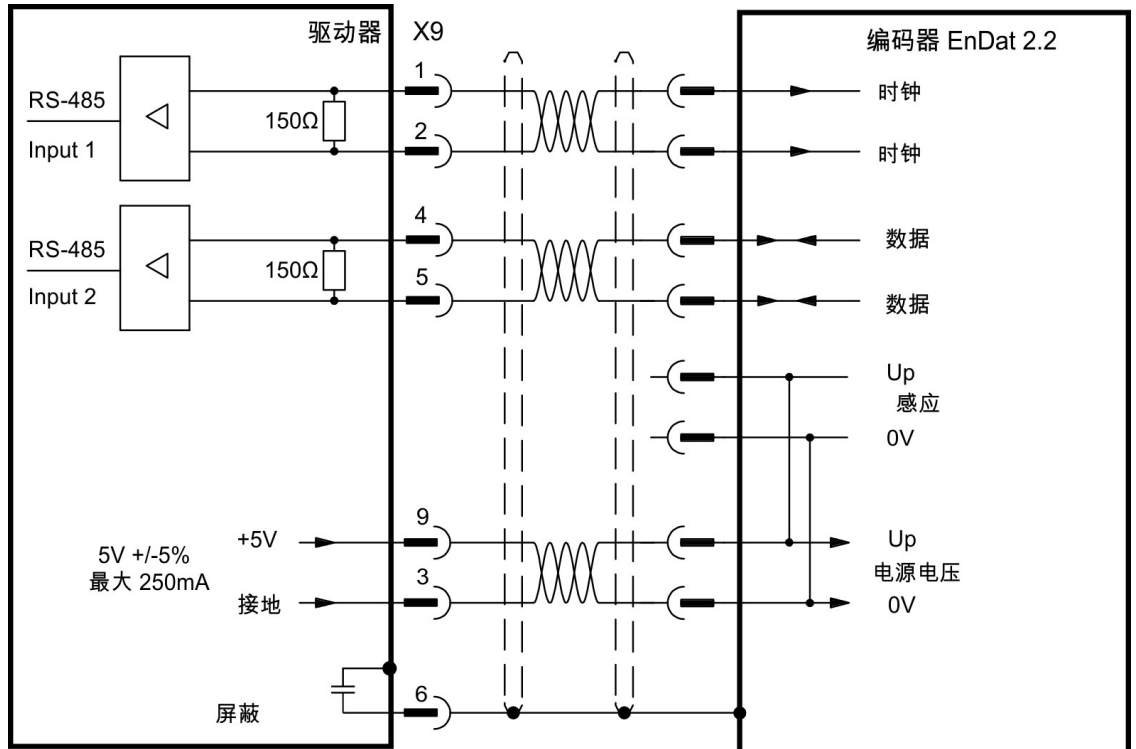 驱动器
X9
编码器 EnDat 2.2
1
时钟
RS-485
150Ω
Input 1
2
时钟
4
数据
RS-485
150Ω
Input 2
5
数据
Up
感应
0V
9
+5V
Up
5V +/-5%
最大 250mA
电源电压
3
接地
0V
6
屏蔽